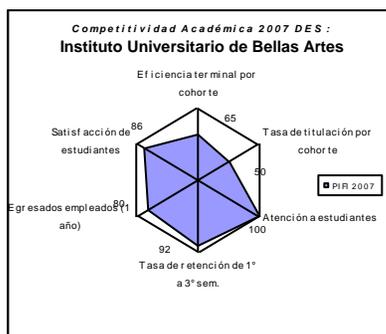 Competitividad Académica 2007 DES:
Instituto Universitario de Bellas Artes
Eficiencia terminal por
cohorte
65
86
Satisfacción de
estudiantes
Tasa de titulación por
cohorte
50
PIFI 2007
Egresados empleados (1
año)
80
Atención a estudiantes
100
92
Tasa de retención de 1°
a 3° sem.